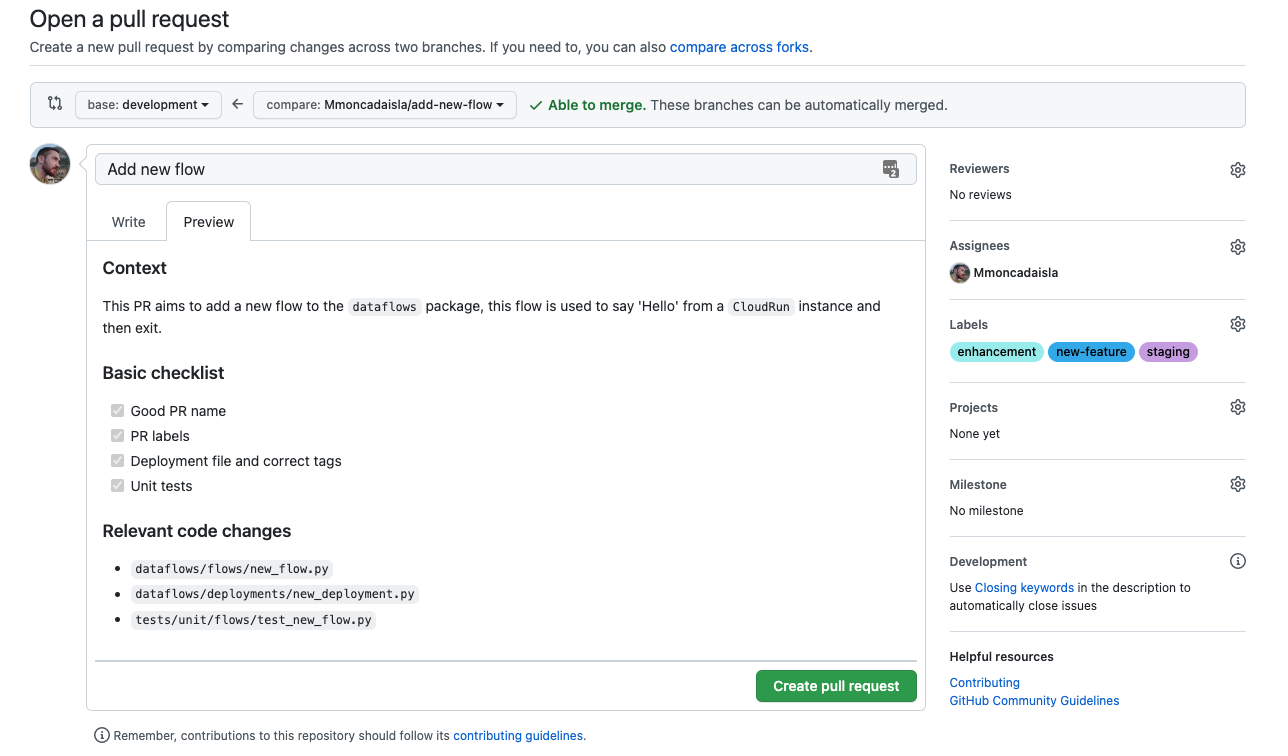 Open a pull request
Create a new pull request by comparing changes across two branches. If you need to, you can also compare across forks.
base: development
compare: Mmoncadaisla/add-new-flow
Able to merge. These branches can be automatically merged.
Add new flow
2
Write
Preview
Context
This PR aims to add a new flow to the dataflows package, this flow is used to say 'Hello' from a CloudRun instance and
then exit.
Basic checklist
Good PR name
PR labels
Deployment file and correct tags
Unit tests
Relevant code changes
dataflows/flows/new_flow.py
dataflows/deployments/new_deployment.py
tests/unit/flows/test_new_flow.py
Create pull request
Remember, contributions to this repository should follow its contributing guidelines.
Reviewers
No reviews
Assignees
Mmoncadaisla
Labels
enhancement new-feature staging
Projects
None yet
Milestone
No milestone
Development
Use Closing keywords in the description to
automatically close issues
Helpful resources
Contributing
GitHub Community Guidelines